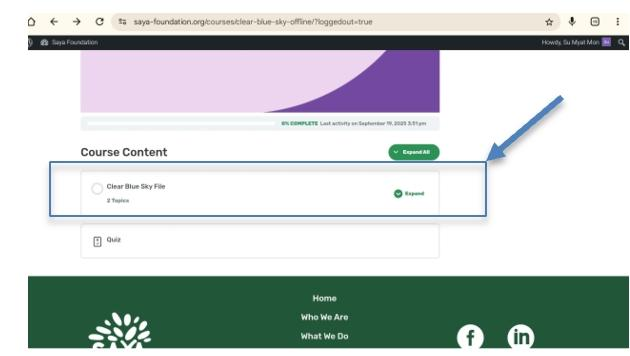 saya-foundation.org/courses/clear-blue-sky-offline/?loggedout=true
Saya Foundation
Howdy, Su Myat Mon
0% COMPLETE Last activity on September 19, 2025 3:51 pm
Course Content
Expand All
Clear Blue Sky File
2 Topics
Expand
Quiz
Home
Who We Are
What We Do
SAYA
f
in